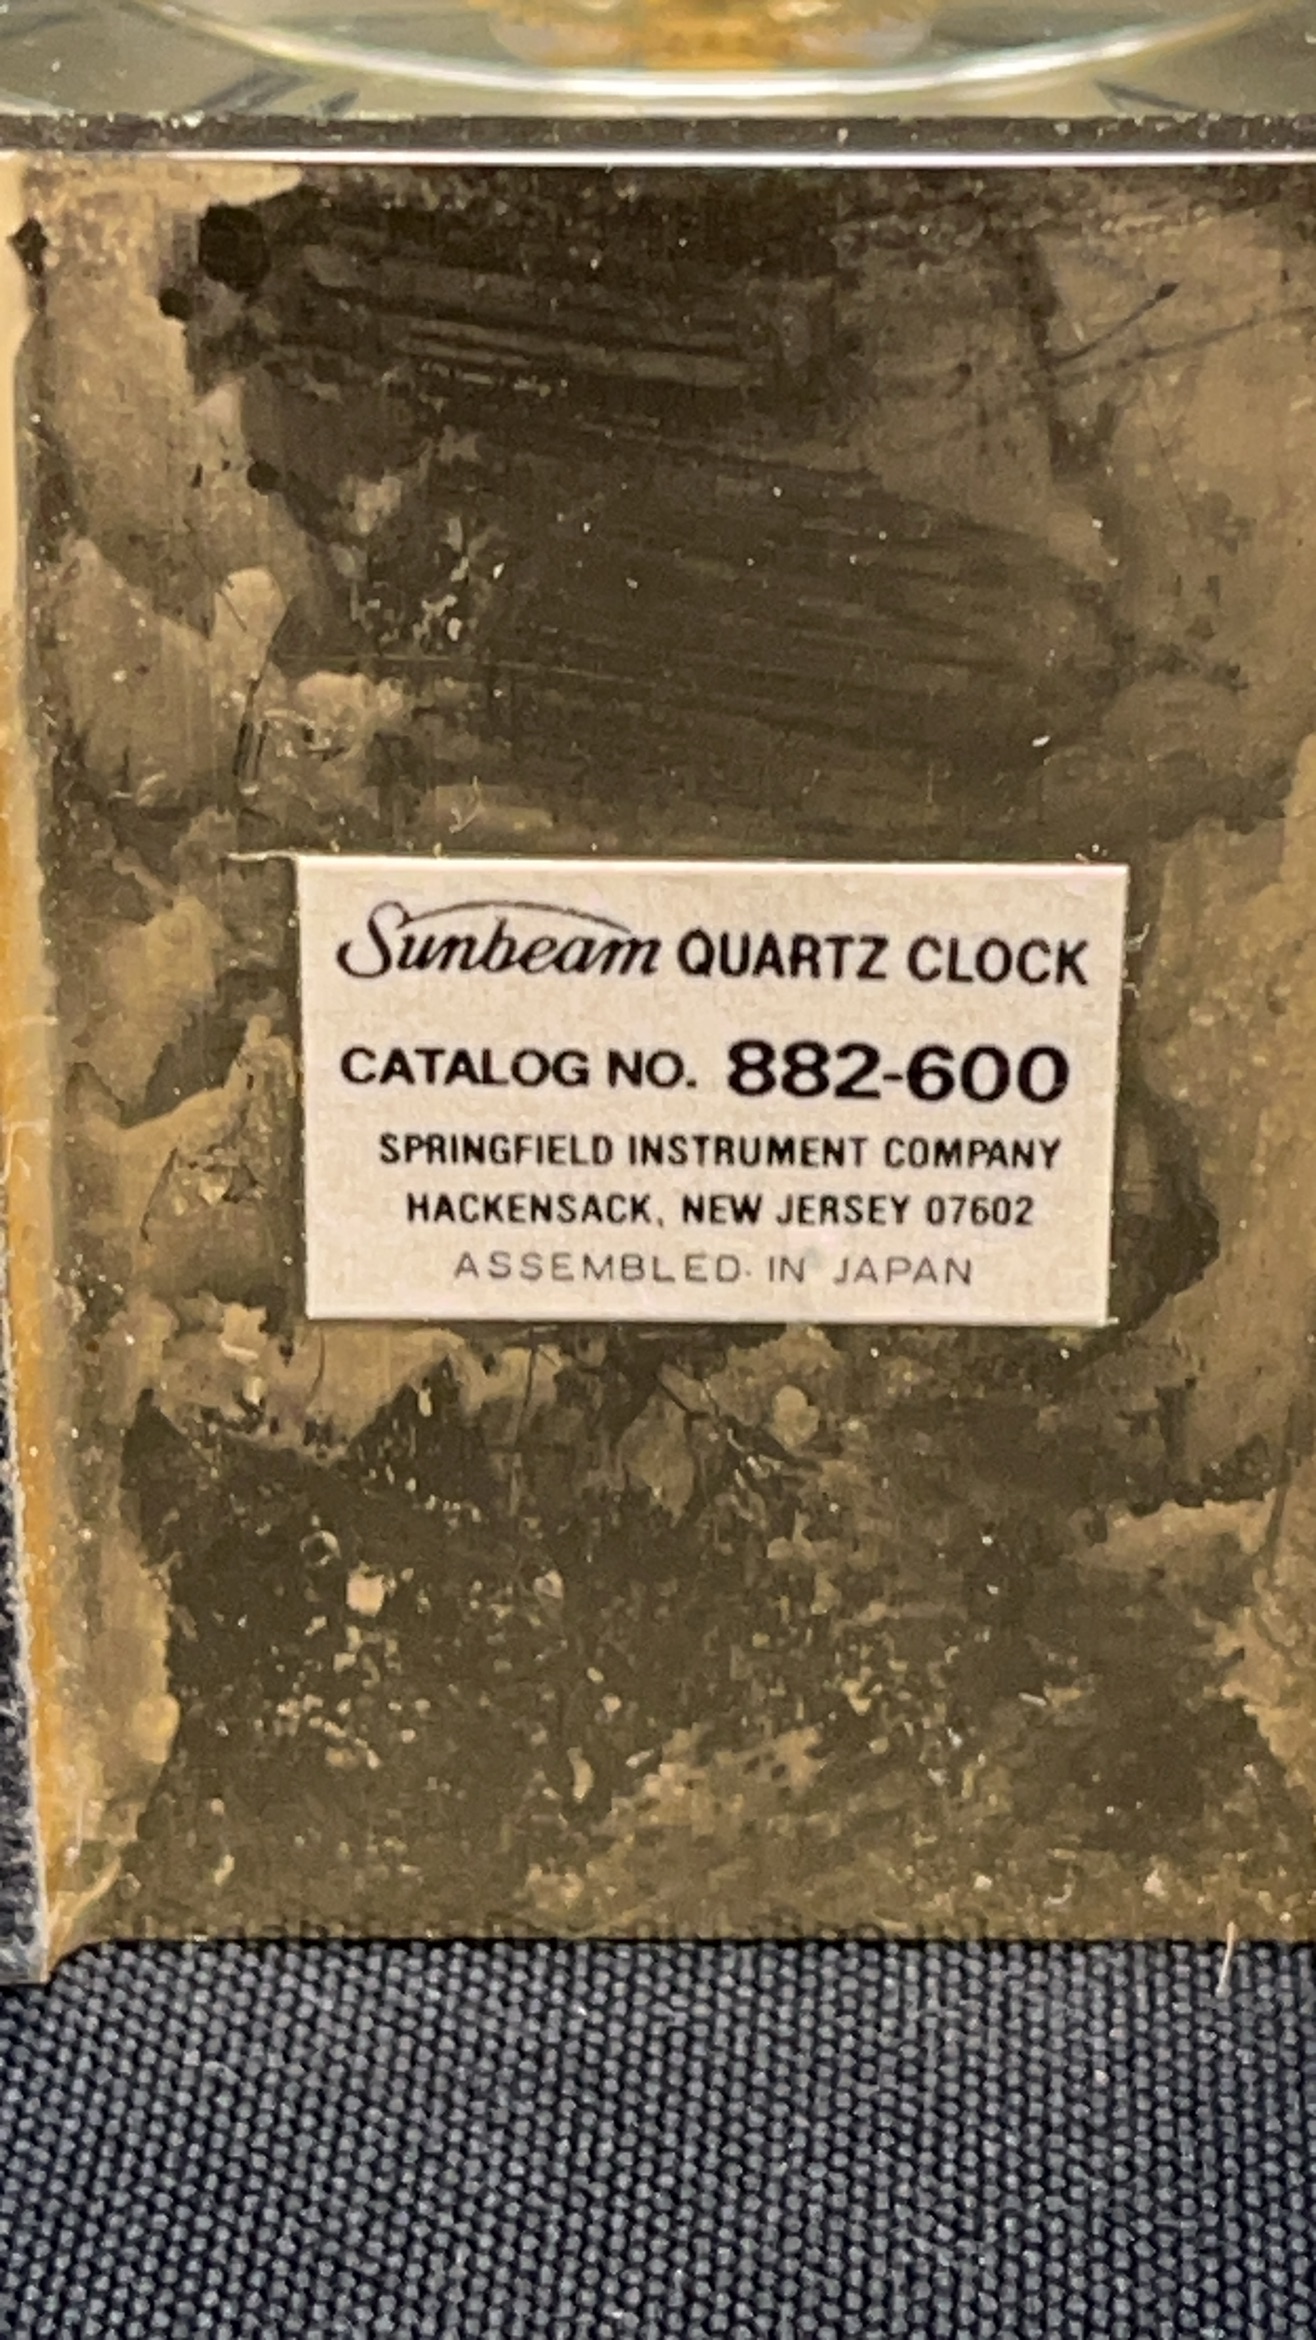 Sunbeam QUARTZ CLOCK
CATALOG NO. 882-600
SPRINGFIELD INSTRUMENT COMPANY
HACKENSACK, NEW JERSEY 07602
ASSEMBLED IN JAPAN